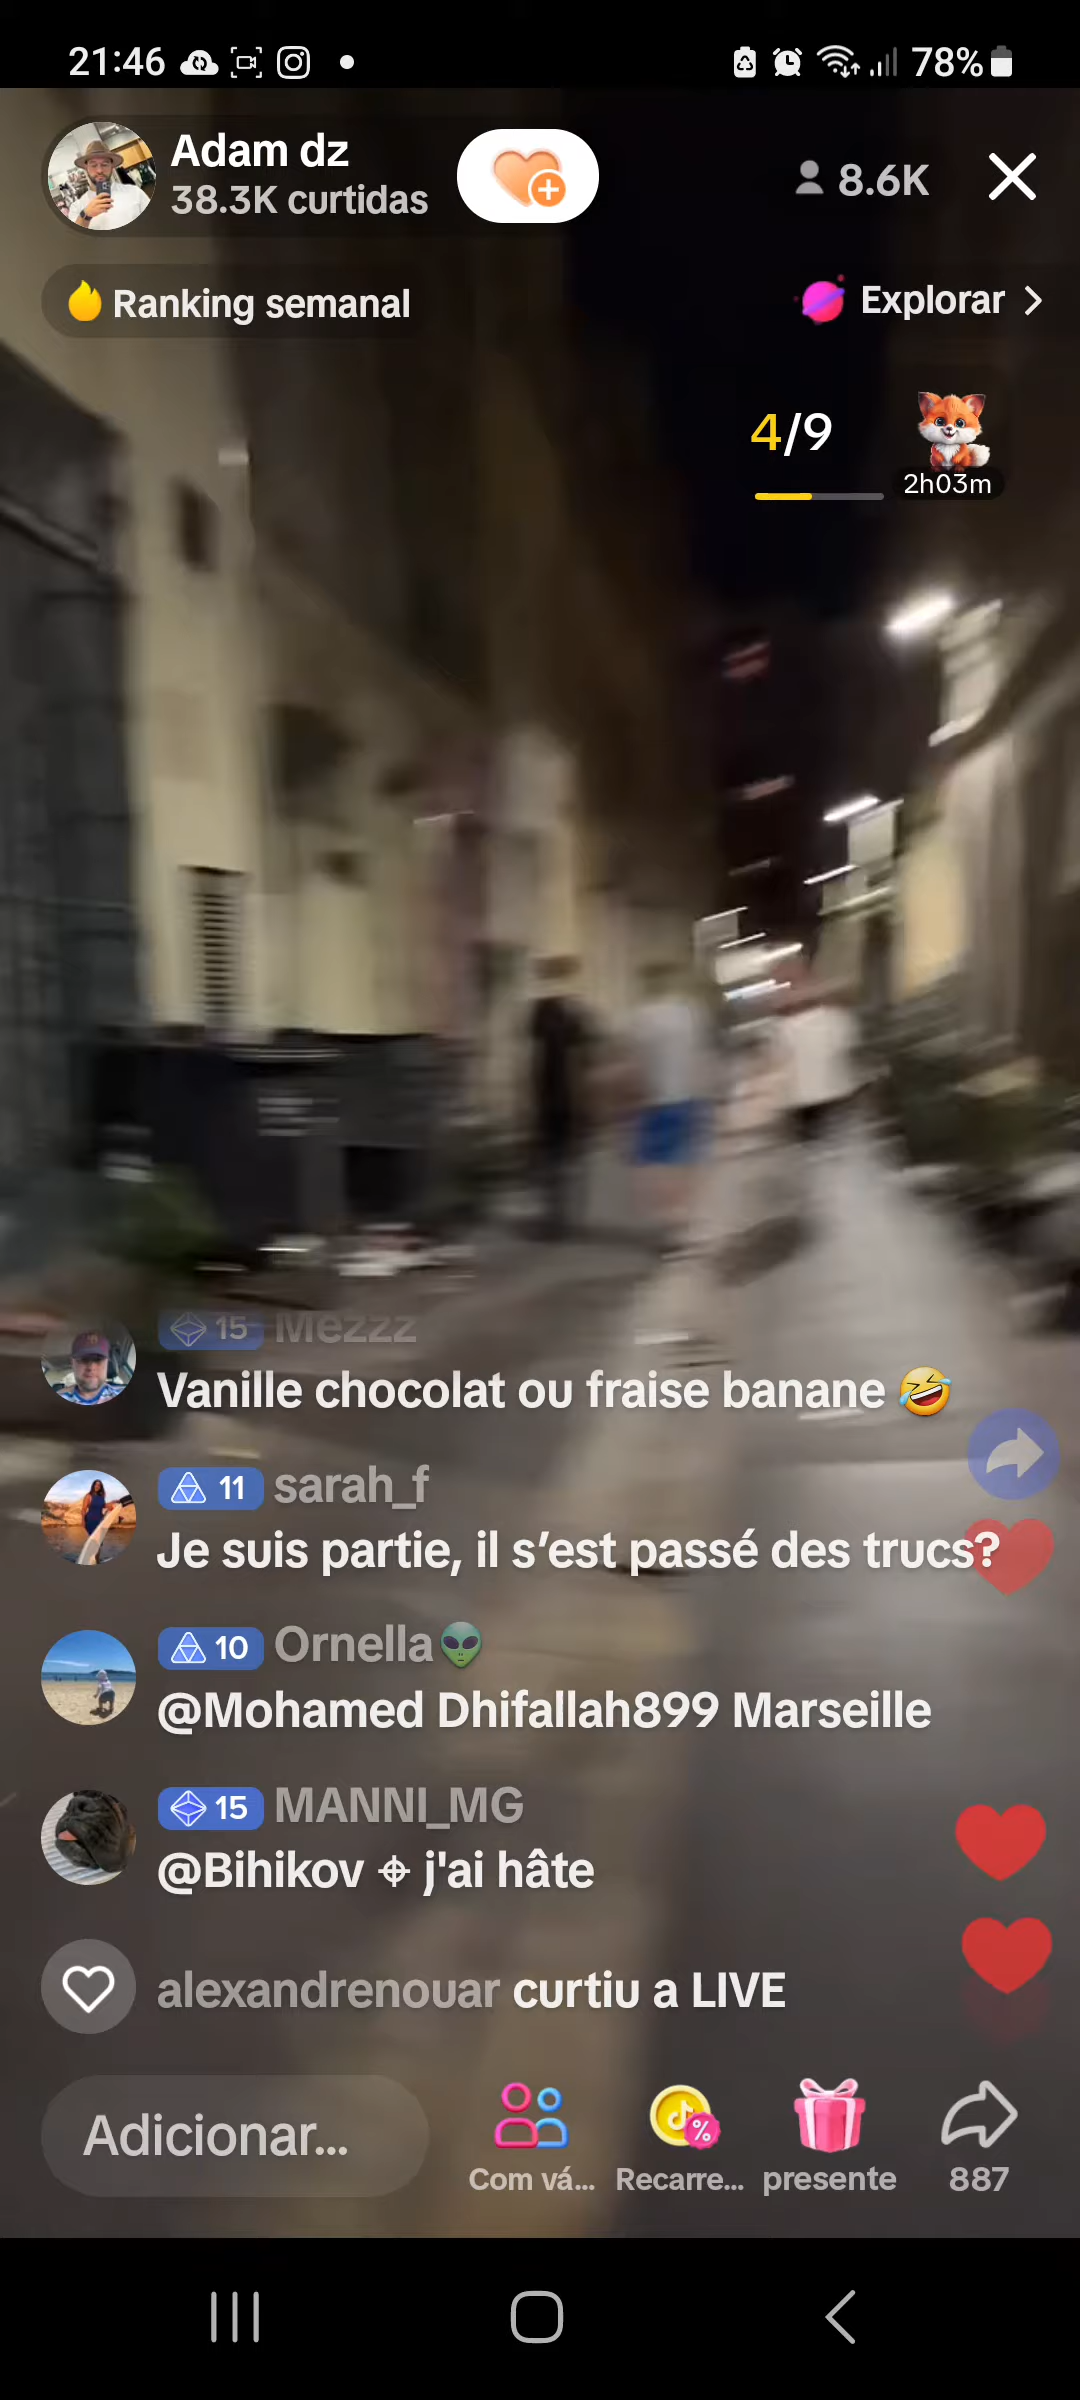 21:46
78%
Adam dz
38.3K curtidas
8.6K
Ranking semanal
Explorar
4/9
2h03m
15 Mezzz
Vanille chocolat ou fraise banane 🤣
11 sarah_f
Je suis partie, il s’est passé des trucs?
10 Ornella👽
@Mohamed Dhifallah899 Marseille
15 MANNI_MG
@Bihikov ⌖ j'ai hâte
alexandrenouar curtiu a LIVE
Adicionar...
Com vá...
Recarre...
presente
887